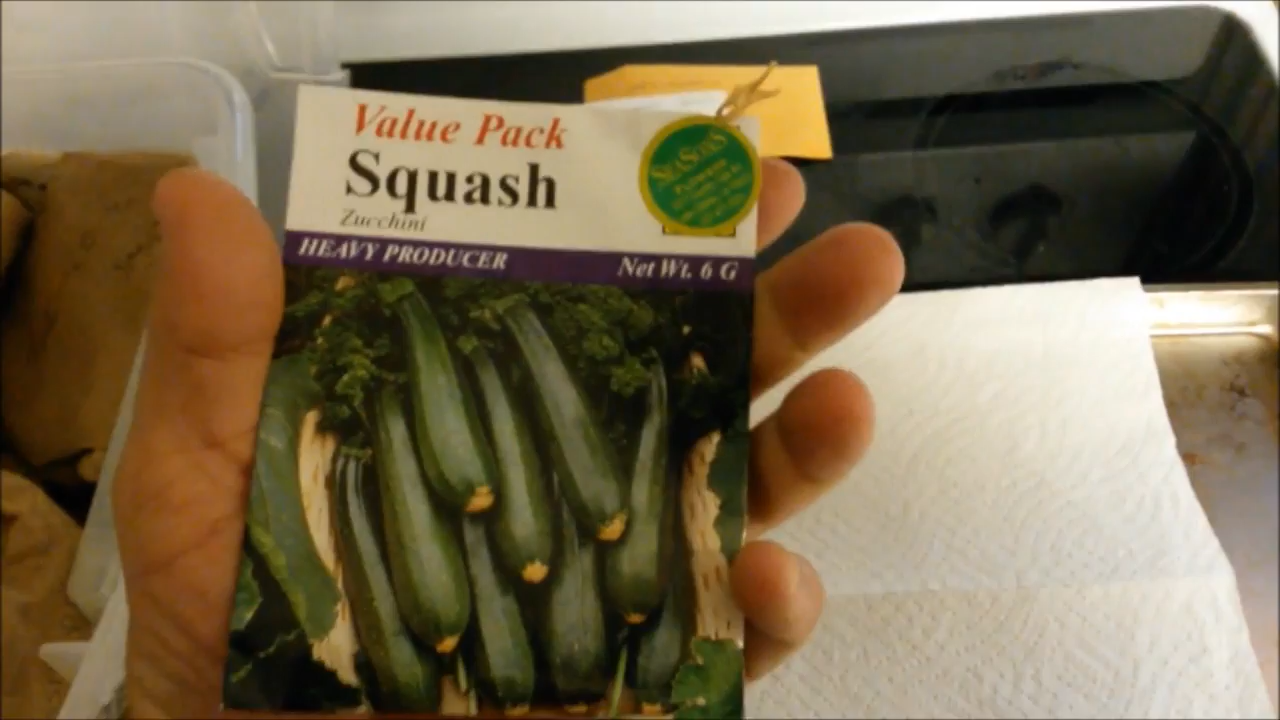 Value Pack
Squash
Zucchini
HEAVY PRODUCER
Net Wt. 6 G